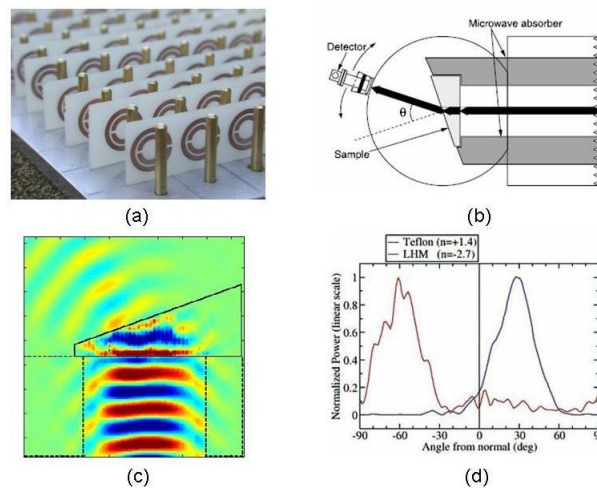 (a)
Microwave absorber
Detector
θ
Sample
(b)
(c)
Teflon (n=+1.4)
LHM (n=-2.7)
Normalized Power (linear scale)
1
0.8
0.6
0.4
0.2
0
-90 -60 -30 0 30 60 90
Angle from normal (deg)
(d)